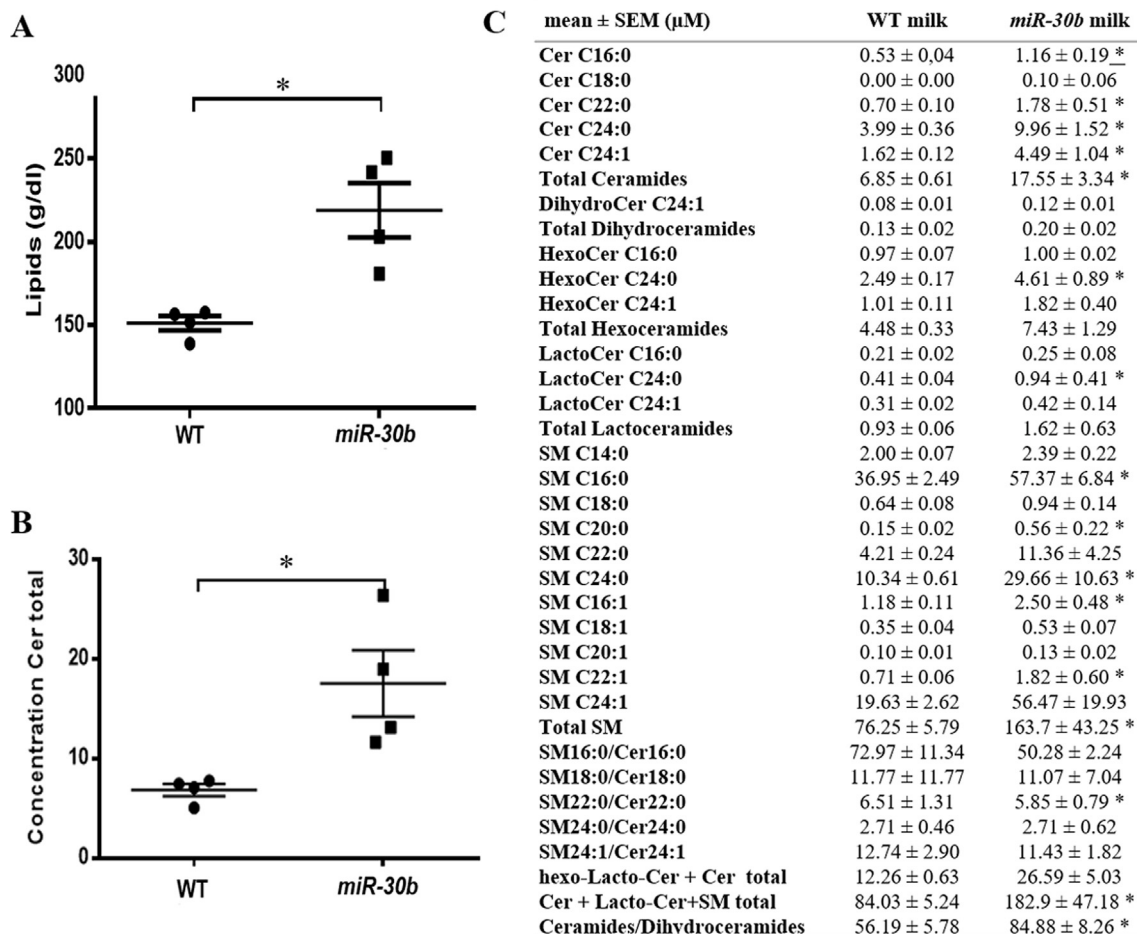 A
300
250
200
150
100
Lipids (g/dl)
*
WT
miR-30b
B
30
20
10
0
Concentration Cer total
*
WT
miR-30b
C
mean ± SEM (µM) WT milk miR-30b milk
Cer C16:0 0.53 ± 0,04 1.16 ± 0.19 *
Cer C18:0 0.00 ± 0.00 0.10 ± 0.06
Cer C22:0 0.70 ± 0.10 1.78 ± 0.51 *
Cer C24:0 3.99 ± 0.36 9.96 ± 1.52 *
Cer C24:1 1.62 ± 0.12 4.49 ± 1.04 *
Total Ceramides 6.85 ± 0.61 17.55 ± 3.34 *
DihydroCer C24:1 0.08 ± 0.01 0.12 ± 0.01
Total Dihydroceramides 0.13 ± 0.02 0.20 ± 0.02
HexoCer C16:0 0.97 ± 0.07 1.00 ± 0.02
HexoCer C24:0 2.49 ± 0.17 4.61 ± 0.89 *
HexoCer C24:1 1.01 ± 0.11 1.82 ± 0.40
Total Hexoceramides 4.48 ± 0.33 7.43 ± 1.29
LactoCer C16:0 0.21 ± 0.02 0.25 ± 0.08
LactoCer C24:0 0.41 ± 0.04 0.94 ± 0.41 *
LactoCer C24:1 0.31 ± 0.02 0.42 ± 0.14
Total Lactoceramides 0.93 ± 0.06 1.62 ± 0.63
SM C14:0 2.00 ± 0.07 2.39 ± 0.22
SM C16:0 36.95 ± 2.49 57.37 ± 6.84 *
SM C18:0 0.64 ± 0.08 0.94 ± 0.14
SM C20:0 0.15 ± 0.02 0.56 ± 0.22 *
SM C22:0 4.21 ± 0.24 11.36 ± 4.25
SM C24:0 10.34 ± 0.61 29.66 ± 10.63 *
SM C16:1 1.18 ± 0.11 2.50 ± 0.48 *
SM C18:1 0.35 ± 0.04 0.53 ± 0.07
SM C20:1 0.10 ± 0.01 0.13 ± 0.02
SM C22:1 0.71 ± 0.06 1.82 ± 0.60 *
SM C24:1 19.63 ± 2.62 56.47 ± 19.93
Total SM 76.25 ± 5.79 163.7 ± 43.25 *
SM16:0/Cer16:0 72.97 ± 11.34 50.28 ± 2.24
SM18:0/Cer18:0 11.77 ± 11.77 11.07 ± 7.04
SM22:0/Cer22:0 6.51 ± 1.31 5.85 ± 0.79 *
SM24:0/Cer24:0 2.71 ± 0.46 2.71 ± 0.62
SM24:1/Cer24:1 12.74 ± 2.90 11.43 ± 1.82
hexo-Lacto-Cer + Cer total 12.26 ± 0.63 26.59 ± 5.03
Cer + Lacto-Cer+SM total 84.03 ± 5.24 182.9 ± 47.18 *
Ceramides/Dihydroceramides 56.19 ± 5.78 84.88 ± 8.26 *